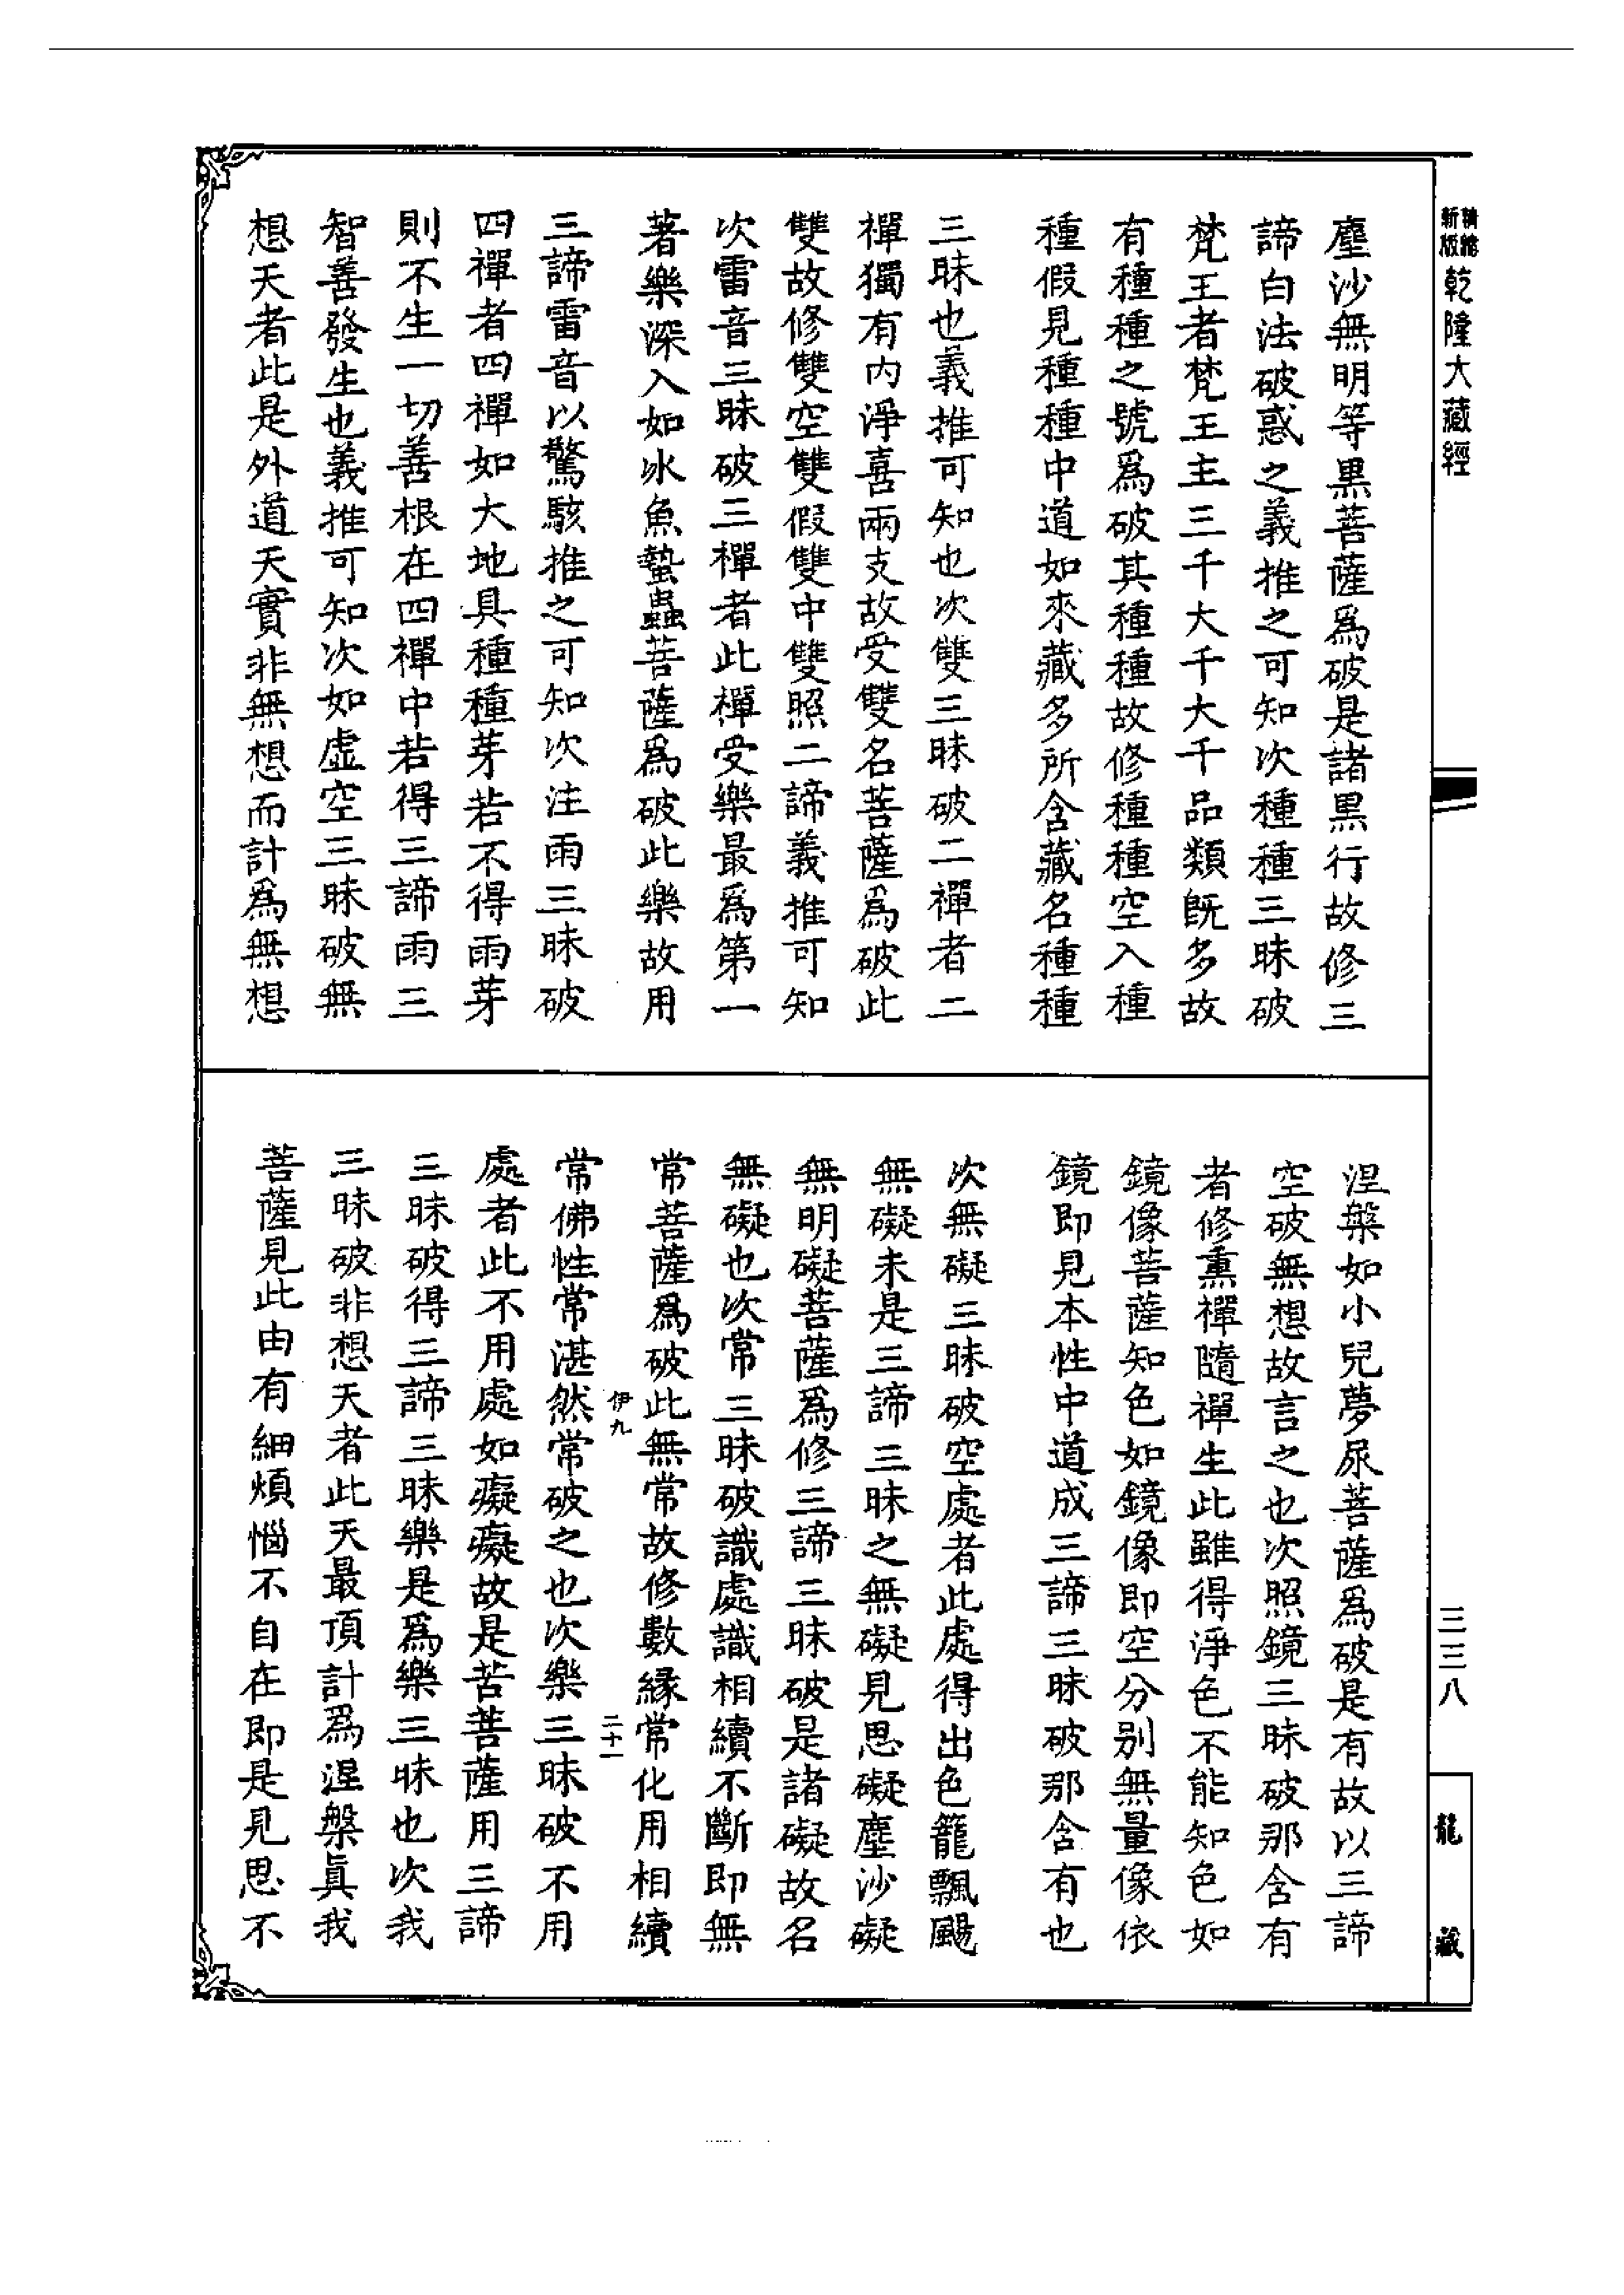 精縮新版乾隆大藏經
塵沙無明等黑菩薩爲破是諸黑行故修三
諦白法破惑之義推之可知次種種三昧破
梵王者梵王主三千大千大千品類既多故
有種種之號爲破其種種故修種種空入種
種假見種種中道如來藏多所含藏名種種
三昧也義推可知也次雙三昧破二禪者二
禪獨有內淨喜兩支故受雙名菩薩爲破此
雙故修雙空雙假雙中雙照二諦義推可知
次雷音三昧破三禪者此禪受樂最爲第一
著樂深入如冰魚蟄蟲菩薩爲破此樂故用
三諦雷音以驚駭推之可知次注雨三昧破
四禪者四禪如大地具種種芽若不得雨芽
則不生一切善根在四禪中若得三諦雨三
智善發生也義推可知次如虛空三昧破無
想天者此是外道天實非無想而計爲無想
涅槃如小兒夢尿菩薩爲破是有故以三諦
空破無想故言之也次照鏡三昧破那含有
者修熏禪隨禪生此雖得淨色不能知色如
鏡像菩薩知色如鏡像即空分別無量像依
鏡即見本性中道成三諦三昧破那含有也
次無礙三昧破空處者此處得出色籠飄颺
無礙未是三諦三昧之無礙見思礙塵沙礙
無明礙菩薩爲修三諦三昧破是諸礙故名
無礙也次常三昧破識處識相續不斷即無
常菩薩爲破此無常故修數緣常化用相續
伊九
二十一
常佛性常湛然常破之也次樂三昧破不用
處者此不用處如癡癡故是苦菩薩用三諦
三昧破得三諦三昧樂是爲樂三昧也次我
三昧破非想天者此天最頂計爲涅槃眞我
菩薩見此由有細煩惱不自在即是見思不
三三八
龍藏